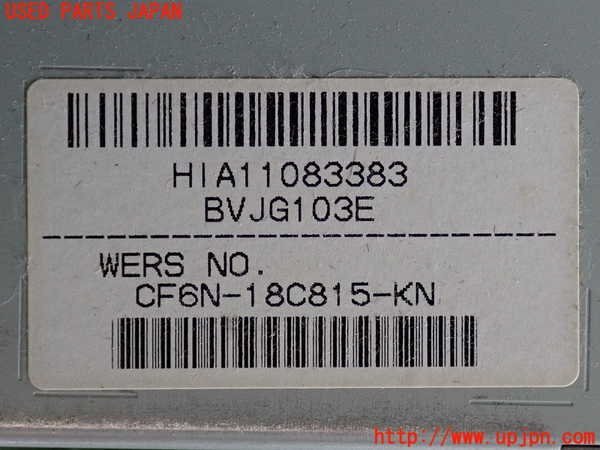 USED PARTS JAPAN
HIA11083383
BVJG103E
WERS NO.
CF6N-18C815-KN
http://www.upjpn.com/